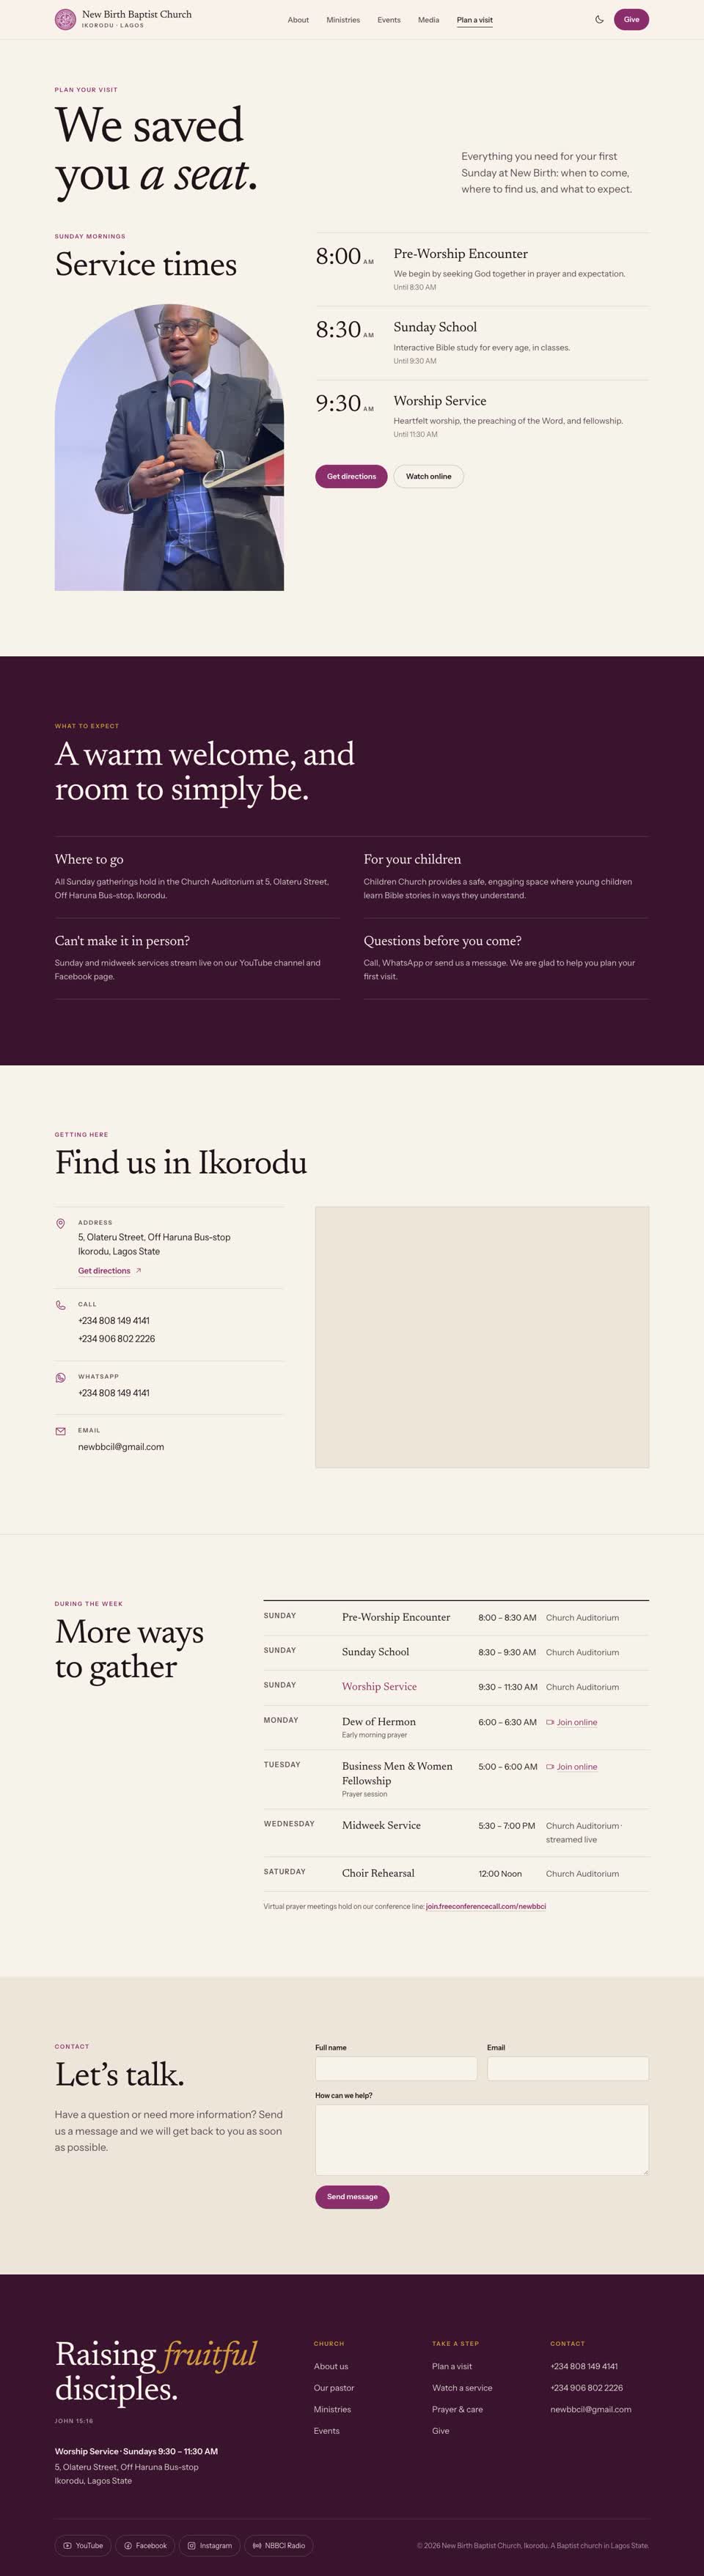 New Birth Baptist Church
IKORODU · LAGOS
About
Ministries
Events
Media
Plan a visit
Give
PLAN YOUR VISIT
We saved
you a seat.
Everything you need for your first
Sunday at New Birth: when to come,
where to find us, and what to expect.
SUNDAY MORNINGS
Service times
8:00 AM
Pre-Worship Encounter
We begin by seeking God together in prayer and expectation.
Until 8:30 AM
8:30 AM
Sunday School
Interactive Bible study for every age, in classes.
Until 9:30 AM
9:30 AM
Worship Service
Heartfelt worship, the preaching of the Word, and fellowship.
Until 11:30 AM
Get directions
Watch online
WHAT TO EXPECT
A warm welcome, and
room to simply be.
Where to go
All Sunday gatherings hold in the Church Auditorium at 5, Olateru Street,
Off Haruna Bus-stop, Ikorodu.
For your children
Children Church provides a safe, engaging space where young children
learn Bible stories in ways they understand.
Can't make it in person?
Sunday and midweek services stream live on our YouTube channel and
Facebook page.
Questions before you come?
Call, WhatsApp or send us a message. We are glad to help you plan your
first visit.
GETTING HERE
Find us in Ikorodu
ADDRESS
5, Olateru Street, Off Haruna Bus-stop
Ikorodu, Lagos State
Get directions ↗
CALL
+234 808 149 4141
+234 906 802 2226
WHATSAPP
+234 808 149 4141
EMAIL
newbbcil@gmail.com
DURING THE WEEK
More ways
to gather
SUNDAY Pre-Worship Encounter 8:00 – 8:30 AM Church Auditorium
SUNDAY Sunday School 8:30 – 9:30 AM Church Auditorium
SUNDAY Worship Service 9:30 – 11:30 AM Church Auditorium
MONDAY Dew of Hermon 6:00 – 6:30 AM Join online
Early morning prayer
TUESDAY Business Men & Women 5:00 – 6:00 AM Join online
Fellowship
Prayer session
WEDNESDAY Midweek Service 5:30 – 7:00 PM Church Auditorium ·
streamed live
SATURDAY Choir Rehearsal 12:00 Noon Church Auditorium
Virtual prayer meetings hold on our conference line: join.freeconferencecall.com/newbbci
CONTACT
Let’s talk.
Have a question or need more information? Send
us a message and we will get back to you as soon
as possible.
Full name
Email
How can we help?
Send message
Raising fruitful
disciples.
JOHN 15:16
Worship Service · Sundays 9:30 – 11:30 AM
5, Olateru Street, Off Haruna Bus-stop
Ikorodu, Lagos State
CHURCH
About us
Our pastor
Ministries
Events
TAKE A STEP
Plan a visit
Watch a service
Prayer & care
Give
CONTACT
+234 808 149 4141
+234 906 802 2226
newbbcil@gmail.com
YouTube
Facebook
Instagram
NBBCI Radio
© 2026 New Birth Baptist Church, Ikorodu. A Baptist church in Lagos State.